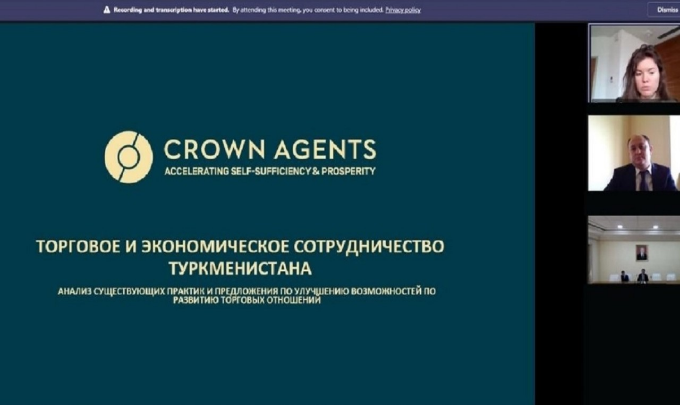 Recording and transcription have started. By attending this meeting, you consent to being included. Privacy policy
Dismiss
CROWN AGENTS
ACCELERATING SELF-SUFFICIENCY & PROSPERITY
ТОРГОВОЕ И ЭКОНОМИЧЕСКОЕ СОТРУДНИЧЕСТВО
ТУРКМЕНИСТАНА
АНАЛИЗ СУЩЕСТВУЮЩИХ ПРАКТИК И ПРЕДЛОЖЕНИЯ ПО УЛУЧШЕНИЮ ВОЗМОЖНОСТЕЙ ПО
РАЗВИТИЮ ТОРГОВЫХ ОТНОШЕНИЙ